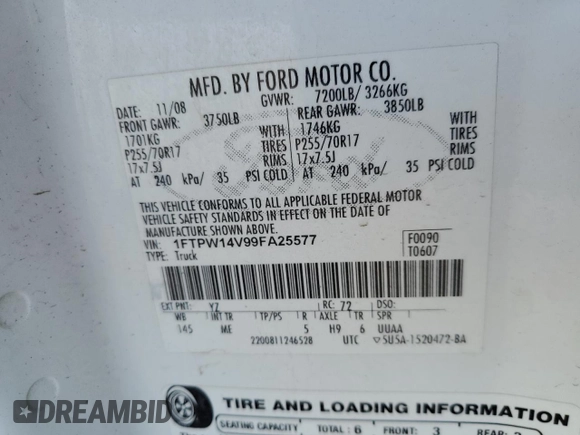 MFD. BY FORD MOTOR CO.
DATE: 11/08 GVWR: 7200LB/ 3266KG
FRONT GAWR: 3750LB REAR GAWR: 3850LB
1701KG WITH 1746KG WITH
P255/70R17 TIRES P255/70R17 TIRES
17x7.5J RIMS 17x7.5J RIMS
AT 240 kPa/ 35 PSI COLD AT 240 kPa/ 35 PSI COLD
THIS VEHICLE CONFORMS TO ALL APPLICABLE FEDERAL MOTOR
VEHICLE SAFETY STANDARDS IN EFFECT ON THE DATE OF
MANUFACTURE SHOWN ABOVE.
VIN: 1FTPW14V99FA25577 F0090
TYPE: Truck T0607
EXT PNT: YZ RC: 72 DSO:
WB INT TR TP/PS R AXLE TR SPR
145 ME 5 H9 6 UUAA
2200811246528 UTC 5U5A-1520472-BA
TIRE AND LOADING INFORMATION
SEATING CAPACITY TOTAL: 6 FRONT: 3 REAR:
DREAMBID